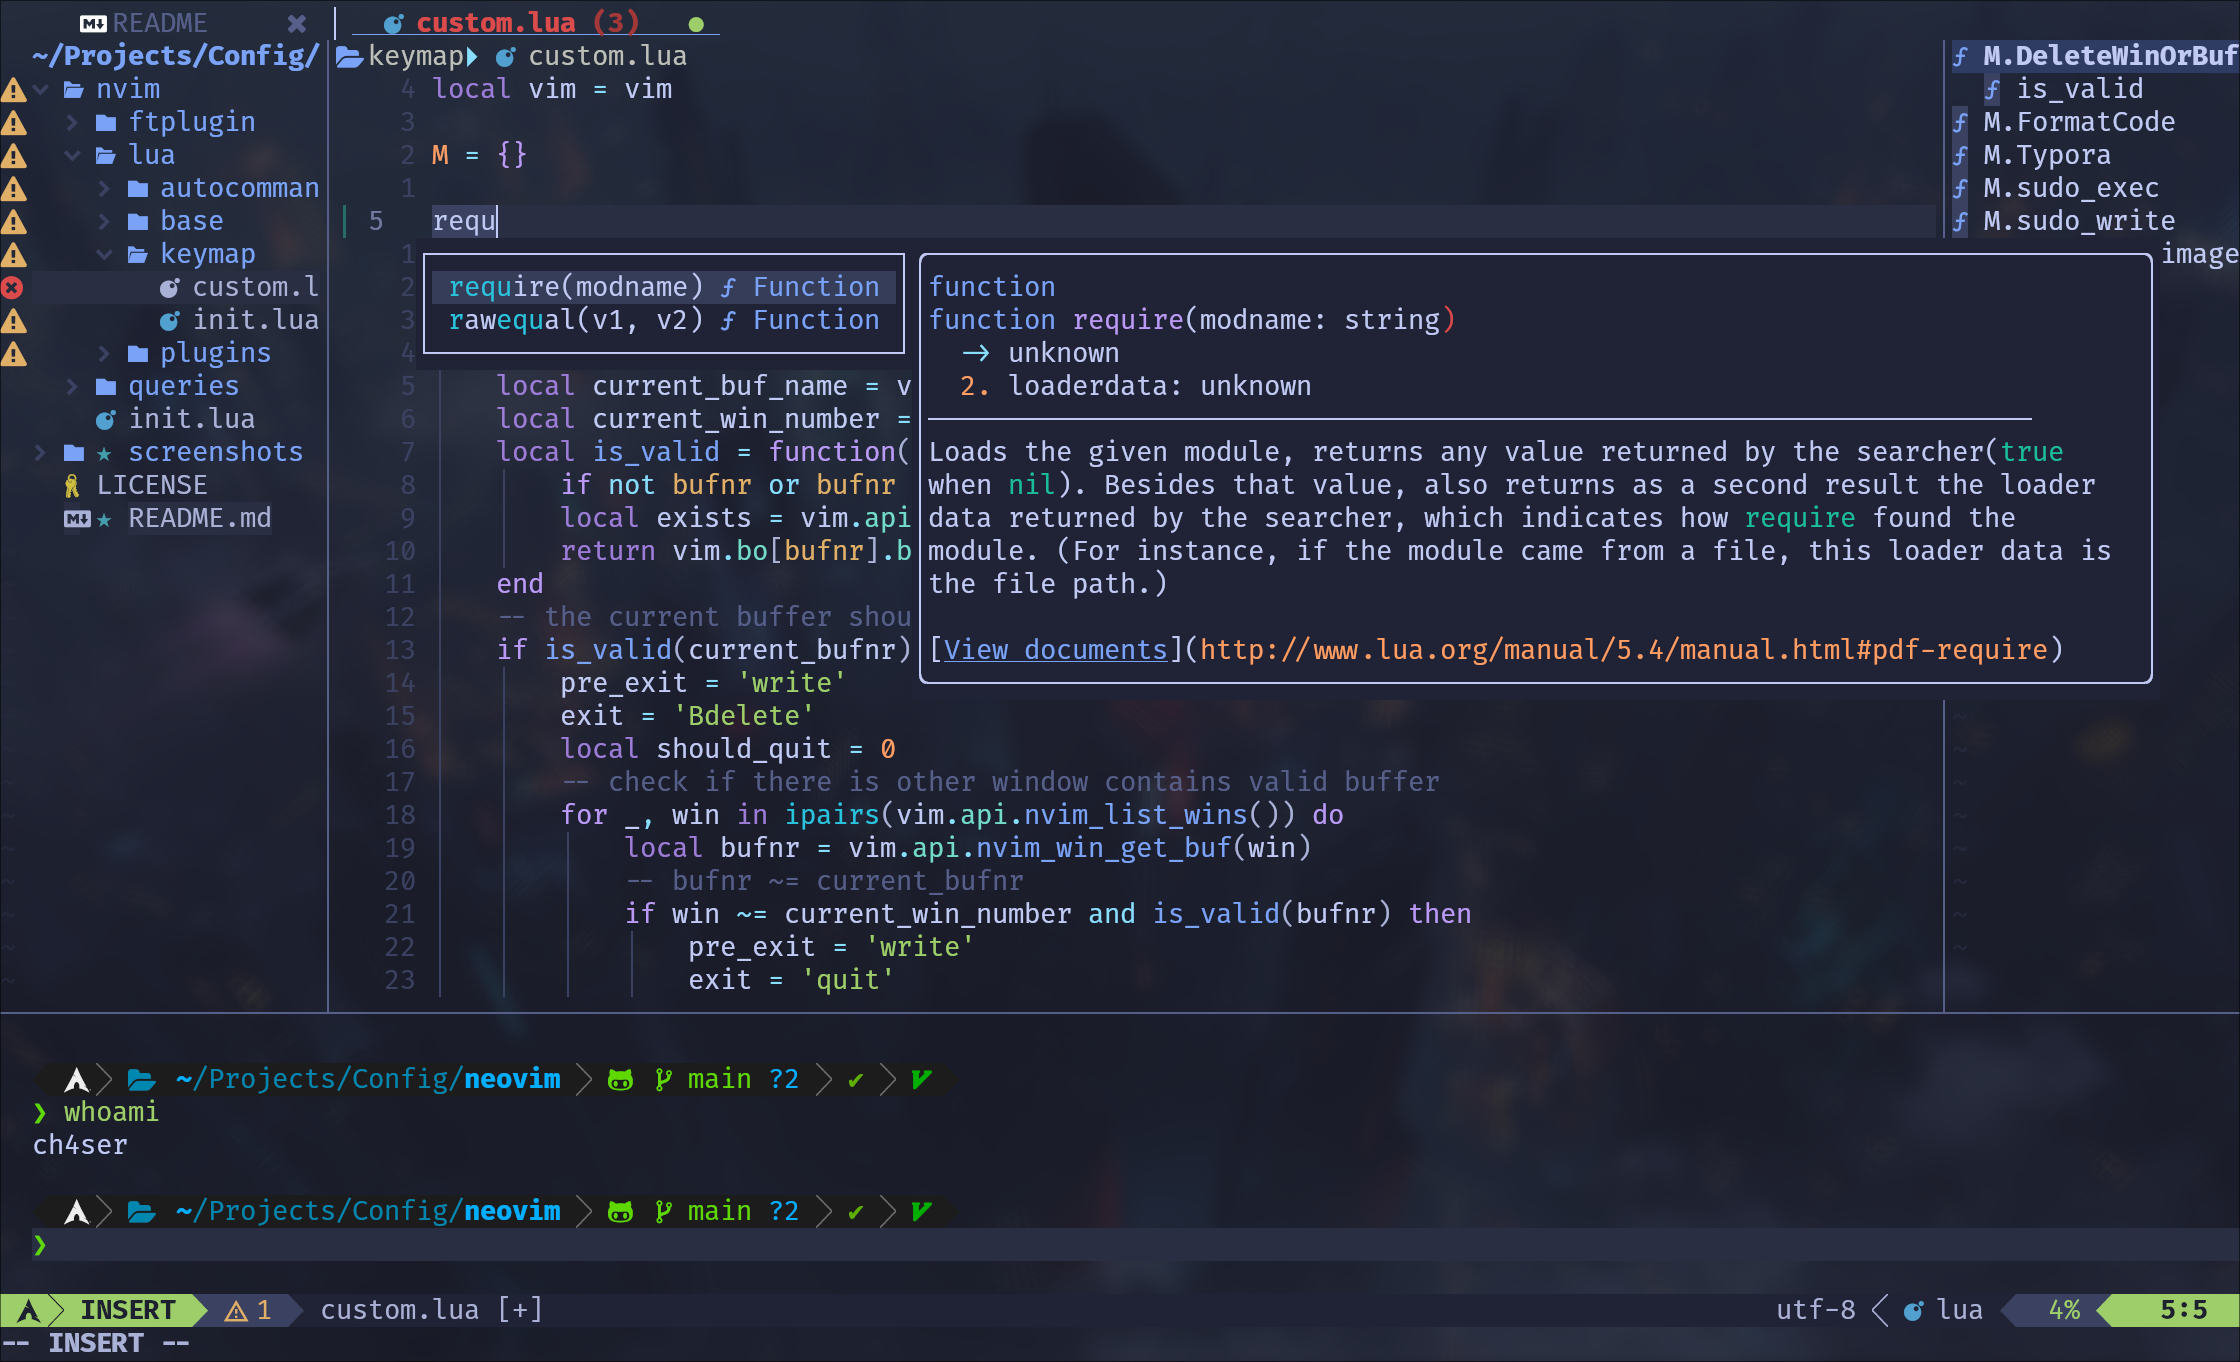 README
custom.lua (3)
~/Projects/Config/
nvim
ftplugin
lua
autocomman
base
keymap
custom.l
init.lua
plugins
queries
init.lua
screenshots
LICENSE
README.md
keymap custom.lua
4 local vim = vim
3
2 M = {}
1
5 requ
1
2 require(modname) ƒ Function
3 rawequal(v1, v2) ƒ Function
4
5 local current_buf_name = v
6 local current_win_number =
7 local is_valid = function(
8 if not bufnr or bufnr
9 local exists = vim.api
10 return vim.bo[bufnr].b
11 end
12 -- the current buffer shou
13 if is_valid(current_bufnr)
14 pre_exit = 'write'
15 exit = 'Bdelete'
16 local should_quit = 0
17 -- check if there is other window contains valid buffer
18 for _, win in ipairs(vim.api.nvim_list_wins()) do
19 local bufnr = vim.api.nvim_win_get_buf(win)
20 -- bufnr ~= current_bufnr
21 if win ~= current_win_number and is_valid(bufnr) then
22 pre_exit = 'write'
23 exit = 'quit'
function
function require(modname: string)
-> unknown
2. loaderdata: unknown
Loads the given module, returns any value returned by the searcher(true
when nil). Besides that value, also returns as a second result the loader
data returned by the searcher, which indicates how require found the
module. (For instance, if the module came from a file, this loader data is
the file path.)
[View documents](http://www.lua.org/manual/5.4/manual.html#pdf-require)
ƒ M.DeleteWinOrBuf
ƒ is_valid
ƒ M.FormatCode
ƒ M.Typora
ƒ M.sudo_exec
ƒ M.sudo_write
image
~/Projects/Config/neovim main ?2 ✔
❯ whoami
ch4ser
~/Projects/Config/neovim main ?2 ✔
❯
INSERT ⚠ 1 custom.lua [+] utf-8 lua 4% 5:5
-- INSERT --